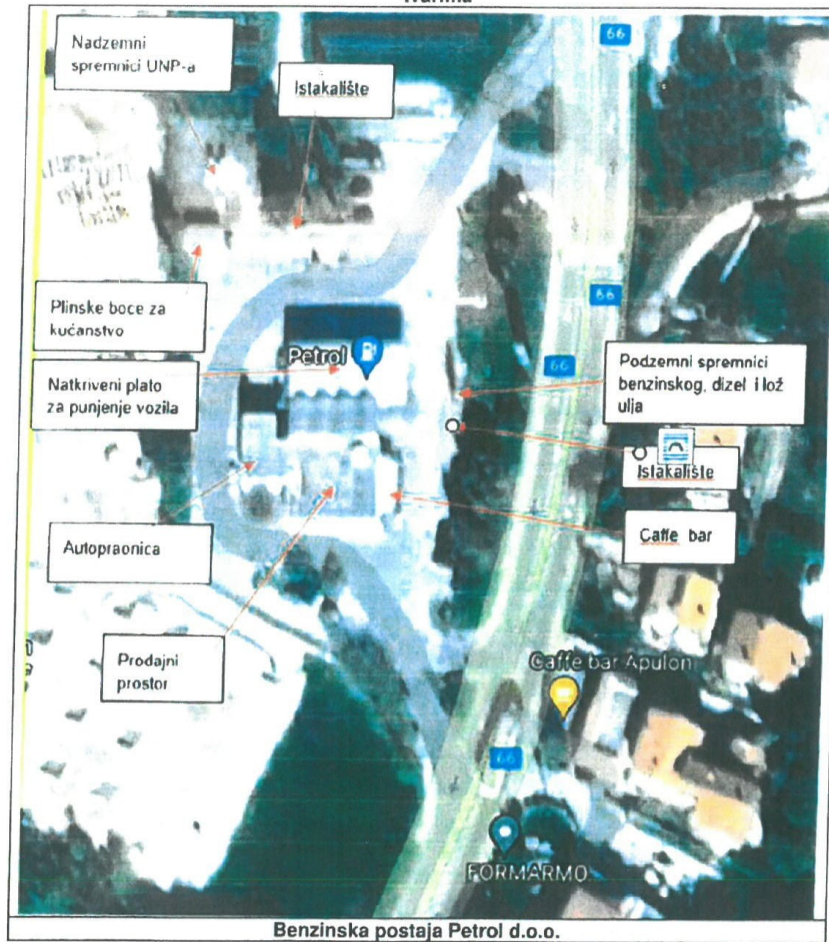 66
Nadzemni
spremnici UNP-a
Istakalište
66
Plinske boce za
kućanstvo
Petrol
66
Podzemni spremnici
benzinskog, dizel i lož
ulja
Natkriveni plato
za punjenje vozila
Istakalište
Autopraonica
Caffe bar
Prodajni
prostor
Caffe bar Apulon
66
FORMARMO
Benzinska postaja Petrol d.o.o.